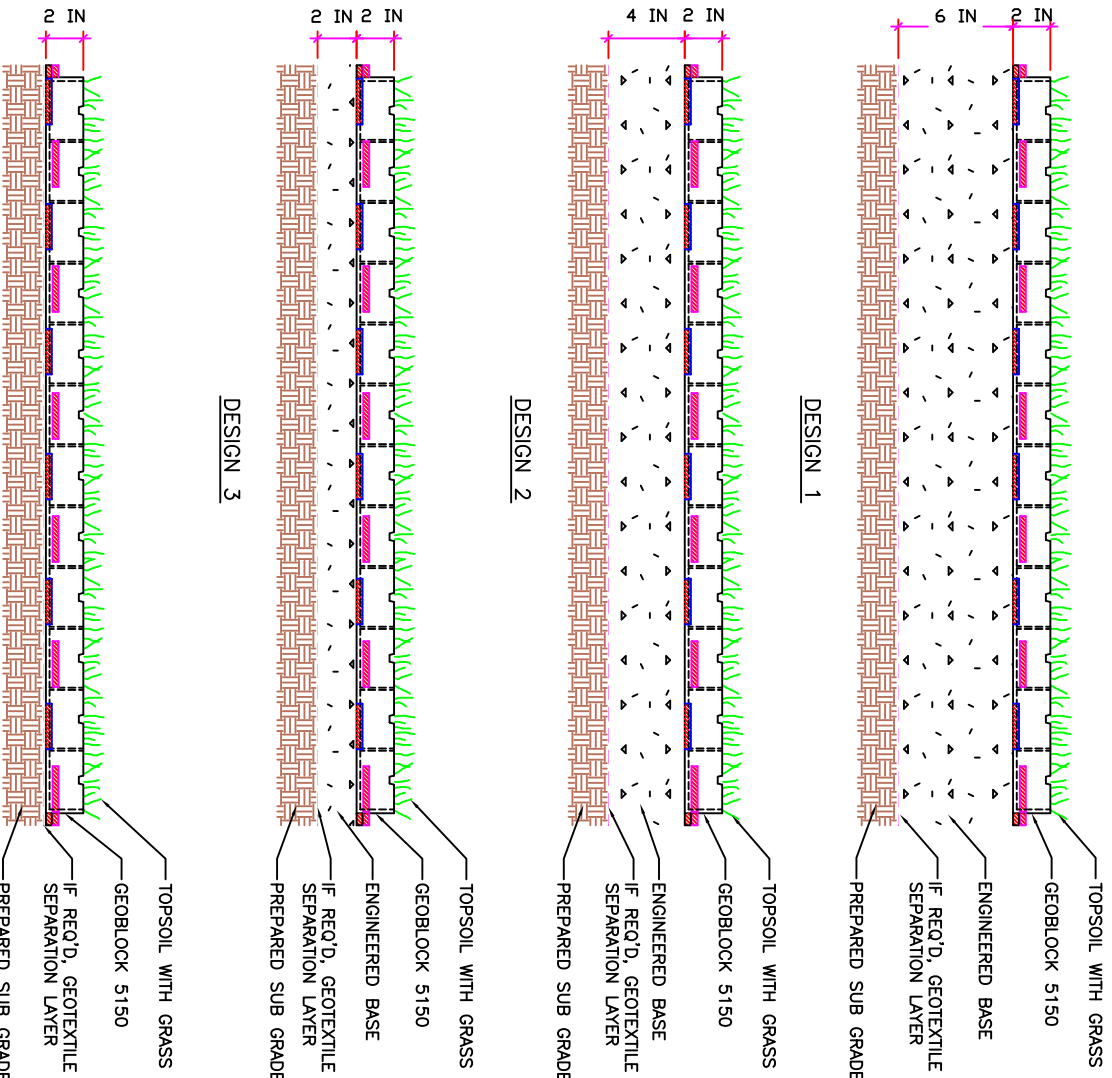 2 IN
6 IN
TOPSOIL WITH GRASS
GEOBLOCK 5150
ENGINEERED BASE
IF REQ'D, GEOTEXTILE
SEPARATION LAYER
PREPARED SUB GRADE
DESIGN 1
2 IN
4 IN
TOPSOIL WITH GRASS
GEOBLOCK 5150
ENGINEERED BASE
IF REQ'D, GEOTEXTILE
SEPARATION LAYER
PREPARED SUB GRADE
DESIGN 2
2 IN
2 IN
TOPSOIL WITH GRASS
GEOBLOCK 5150
ENGINEERED BASE
IF REQ'D, GEOTEXTILE
SEPARATION LAYER
PREPARED SUB GRADE
DESIGN 3
2 IN
TOPSOIL WITH GRASS
GEOBLOCK 5150
IF REQ'D, GEOTEXTILE
SEPARATION LAYER
PREPARED SUB GRADE